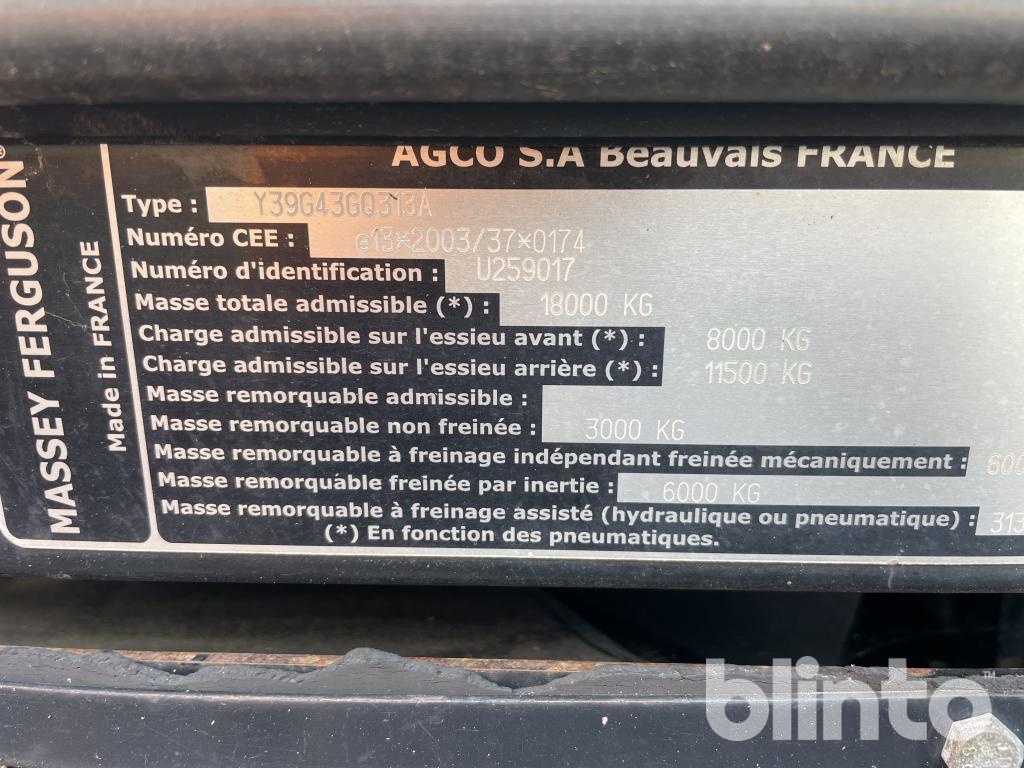 MASSEY FERGUSON®
Made in FRANCE
AGCO S.A Beauvais FRANCE
Type : Y39G43GQ313A
Numéro CEE : e13*2003/37*0174
Numéro d'identification : U259017
Masse totale admissible (*) : 18000 KG
Charge admissible sur l'essieu avant (*) : 8000 KG
Charge admissible sur l'essieu arrière (*) : 11500 KG
Masse remorquable admissible :
Masse remorquable non freinée : 3000 KG
Masse remorquable à freinage indépendant freinée mécaniquement : 600
Masse remorquable freinée par inertie : 6000 KG
Masse remorquable à freinage assisté (hydraulique ou pneumatique) : 313
(*) En fonction des pneumatiques.
blinto™